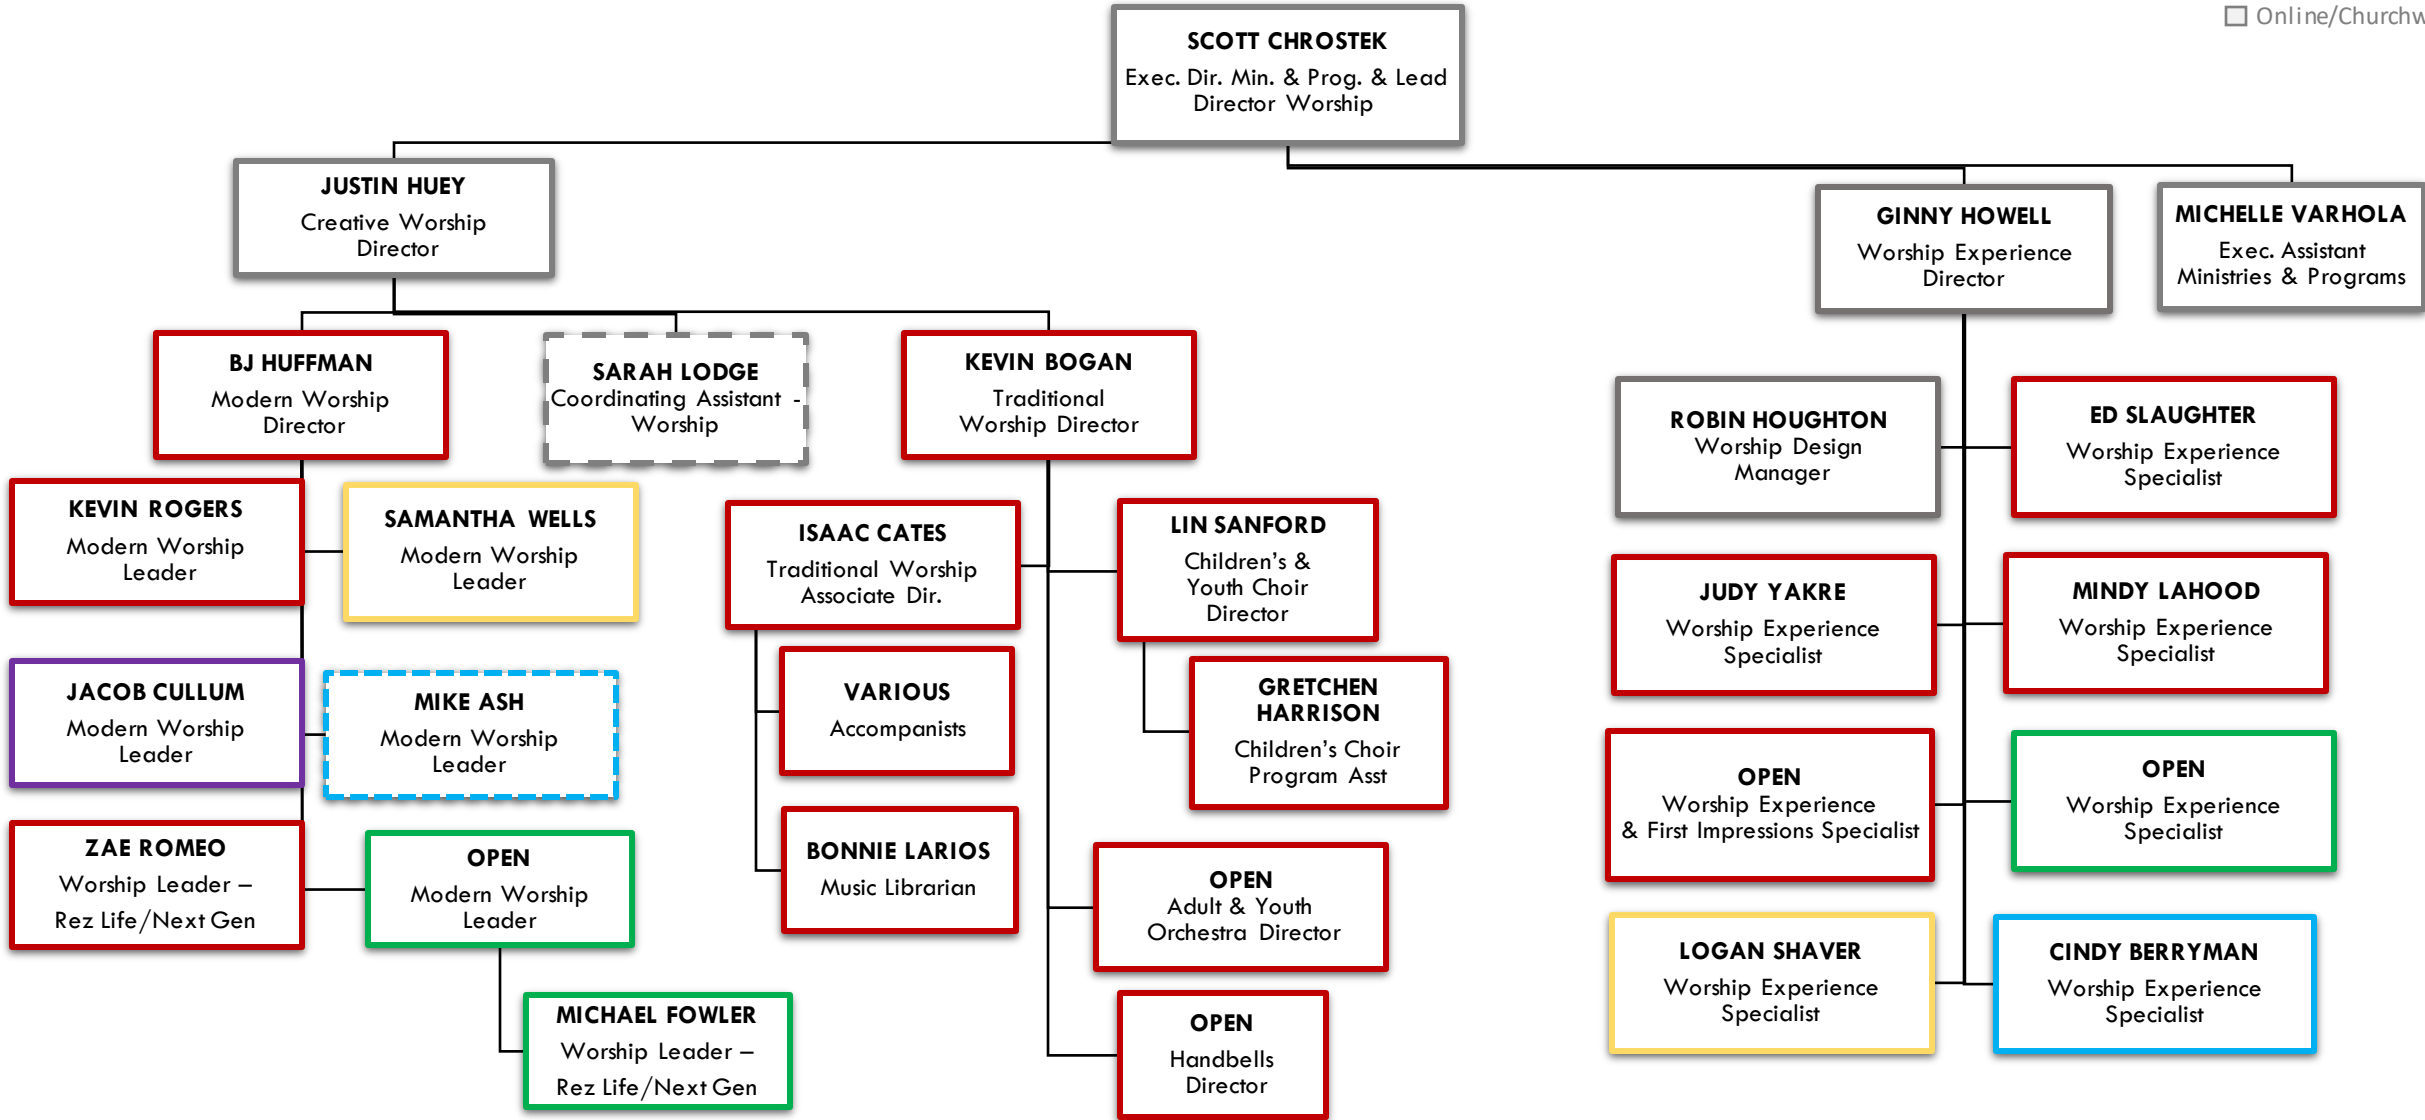 Online/Churchw
SCOTT CHROSTEK
Exec. Dir. Min. & Prog. & Lead
Director Worship
JUSTIN HUEY
Creative Worship
Director
GINNY HOWELL
Worship Experience
Director
MICHELLE VARHOLA
Exec. Assistant
Ministries & Programs
BJ HUFFMAN
Modern Worship
Director
SARAH LODGE
Coordinating Assistant -
Worship
KEVIN BOGAN
Traditional
Worship Director
KEVIN ROGERS
Modern Worship
Leader
SAMANTHA WELLS
Modern Worship
Leader
JACOB CULLUM
Modern Worship
Leader
MIKE ASH
Modern Worship
Leader
ZAE ROMEO
Worship Leader –
Rez Life/Next Gen
OPEN
Modern Worship
Leader
MICHAEL FOWLER
Worship Leader –
Rez Life/Next Gen
ISAAC CATES
Traditional Worship
Associate Dir.
VARIOUS
Accompanists
BONNIE LARIOS
Music Librarian
LIN SANFORD
Children’s &
Youth Choir
Director
GRETCHEN
HARRISON
Children’s Choir
Program Asst
OPEN
Adult & Youth
Orchestra Director
OPEN
Handbells
Director
ROBIN HOUGHTON
Worship Design
Manager
ED SLAUGHTER
Worship Experience
Specialist
JUDY YAKRE
Worship Experience
Specialist
MINDY LAHOOD
Worship Experience
Specialist
OPEN
Worship Experience
& First Impressions Specialist
OPEN
Worship Experience
Specialist
LOGAN SHAVER
Worship Experience
Specialist
CINDY BERRYMAN
Worship Experience
Specialist